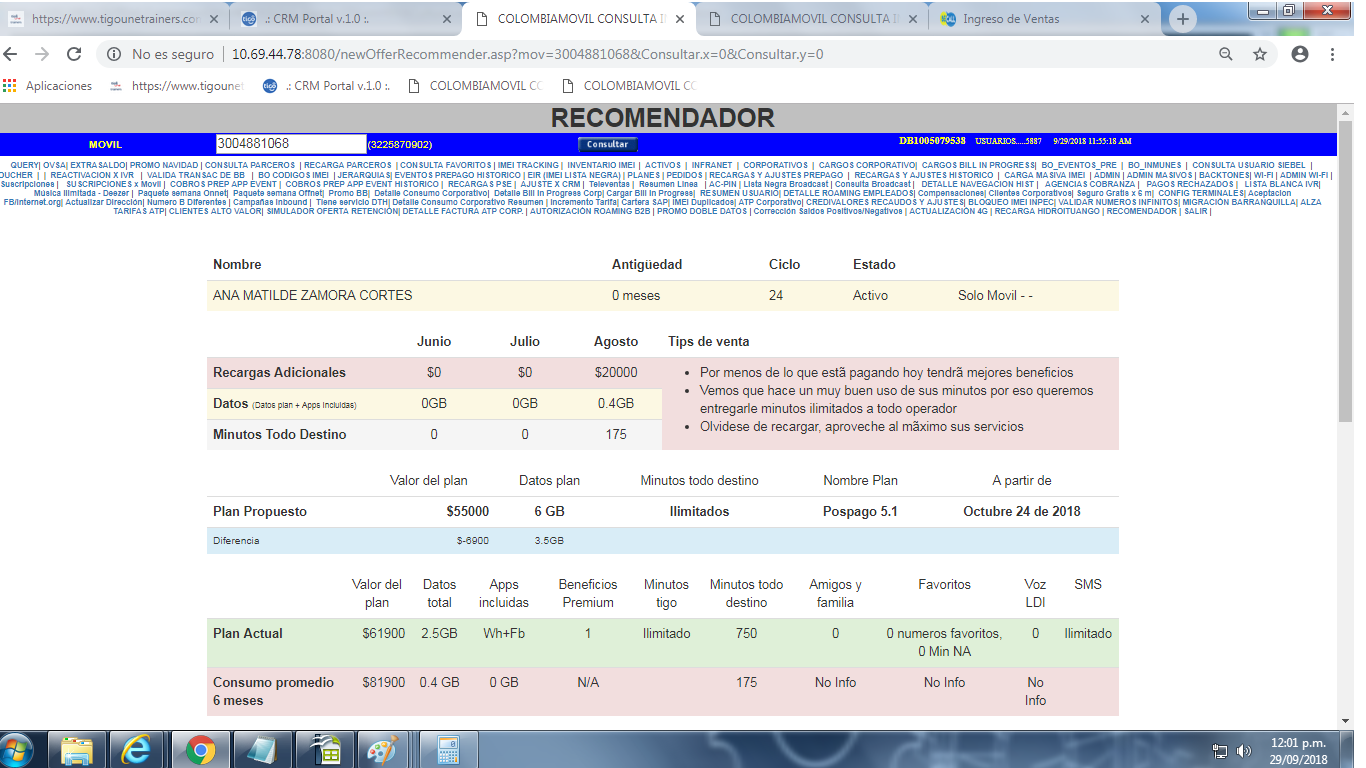 https://www.tigounetrainers.con
.: CRM Portal v.1.0 :.
COLOMBIAMOVIL CONSULTA I
COLOMBIAMOVIL CONSULTA I
Ingreso de Ventas
No es seguro | 10.69.44.78:8080/newOfferRecommender.asp?mov=3004881068&Consultar.x=0&Consultar.y=0
Aplicaciones https://www.tigounet .: CRM Portal v.1.0 :. COLOMBIAMOVIL CO COLOMBIAMOVIL CO
RECOMENDADOR
MOVIL 3004881068 (3225870902) Consultar DB1005079538 USUARIOS.....5887 9/29/2018 11:55:18 AM
QUERY| OVSA| EXTRASALDO| PROMO NAVIDAD | CONSULTA PARCEROS | RECARGA PARCEROS | CONSULTA FAVORITOS | IMEI TRACKING | INVENTARIO IMEI | ACTIVOS | INFRANET | CORPORATIVOS | CARGOS CORPORATIVO| CARGOS BILL IN PROGRESS| BO_EVENTOS_PRE | BO_INMUNES | CONSULTA USUARIO SIEBEL |
OUCHER | | REACTIVACION X IVR | VALIDA TRANSAC DE BB | BO CODIGOS IMEI | JERARQUIAS| EVENTOS PREPAGO HISTORICO | EIR (IMEI LISTA NEGRA) | PLANES | PEDIDOS | RECARGAS Y AJUSTES PREPAGO | RECARGAS Y AJUSTES HISTORICO | CARGA MASIVA IMEI | ADMIN | ADMIN MASIVOS | BACKTONES| WI-FI | ADMIN WI-FI |
Suscripciones | SUSCRIPCIONES x Movil | COBROS PREP APP EVENT | COBROS PREP APP EVENT HISTORICO | RECARGAS PSE | AJUSTE X CRM | Televentas | Resumen Linea | AC-PIN | Lista Negra Broadcast | Consulta Broadcast | DETALLE NAVEGACION HIST | AGENCIAS COBRANZA | PAGOS RECHAZADOS | LISTA BLANCA IVR|
Música Ilimitada - Deezer | Paquete semana Onnet| Paquete semana Offnet| Promo BB| Detalle Consumo Corporativo| Detalle Bill In Progress Corp| Cargar Bill In Progress| RESUMEN USUARIO| DETALLE ROAMING EMPLEADOS| Compensaciones| Clientes Corporativos| Seguro Gratis x 6 m| CONFIG TERMINALES| Aceptacion
FB/Internet.org| Actualizar Dirección| Numero B Diferentes | Campañas Inbound | Tiene servicio DTH| Detalle Consumo Corporativo Resumen | Incremento Tarifa| Cartera SAP| IMEI Duplicados| ATP Corporativo| CREDIVALORES RECAUDOS Y AJUSTES| BLOQUEO IMEI INPEC| VALIDAR NUMEROS INFINITOS| MIGRACIÓN BARRANQUILLA| ALZA
TARIFAS ATP| CLIENTES ALTO VALOR| SIMULADOR OFERTA RETENCIÓN| DETALLE FACTURA ATP CORP. | AUTORIZACIÓN ROAMING B2B | PROMO DOBLE DATOS | Corrección Saldos Positivos/Negativos | ACTUALIZACIÓN 4G | RECARGA HIDROITUANGO | RECOMENDADOR | SALIR |
Nombre Antigüedad Ciclo Estado
ANA MATILDE ZAMORA CORTES 0 meses 24 Activo Solo Movil - -
Junio Julio Agosto Tips de venta
Recargas Adicionales $0 $0 $20000
Datos (Datos plan + Apps incluidas) 0GB 0GB 0.4GB
Minutos Todo Destino 0 0 175
• Por menos de lo que estã pagando hoy tendrã mejores beneficios
• Vemos que hace un muy buen uso de sus minutos por eso queremos
entregarle minutos ilimitados a todo operador
• Olvidese de recargar, aproveche al mãximo sus servicios
Valor del plan Datos plan Minutos todo destino Nombre Plan A partir de
Plan Propuesto $55000 6 GB Ilimitados Pospago 5.1 Octubre 24 de 2018
Diferencia $-6900 3.5GB
Valor del Datos Apps Beneficios Minutos Minutos todo Amigos y Favoritos Voz SMS
plan total incluidas Premium tigo destino familia LDI
Plan Actual $61900 2.5GB Wh+Fb 1 Ilimitado 750 0 0 numeros favoritos, 0 Ilimitado
0 Min NA
Consumo promedio $81900 0.4 GB 0 GB N/A 175 No Info No Info No
6 meses Info
12:01 p.m.
29/09/2018